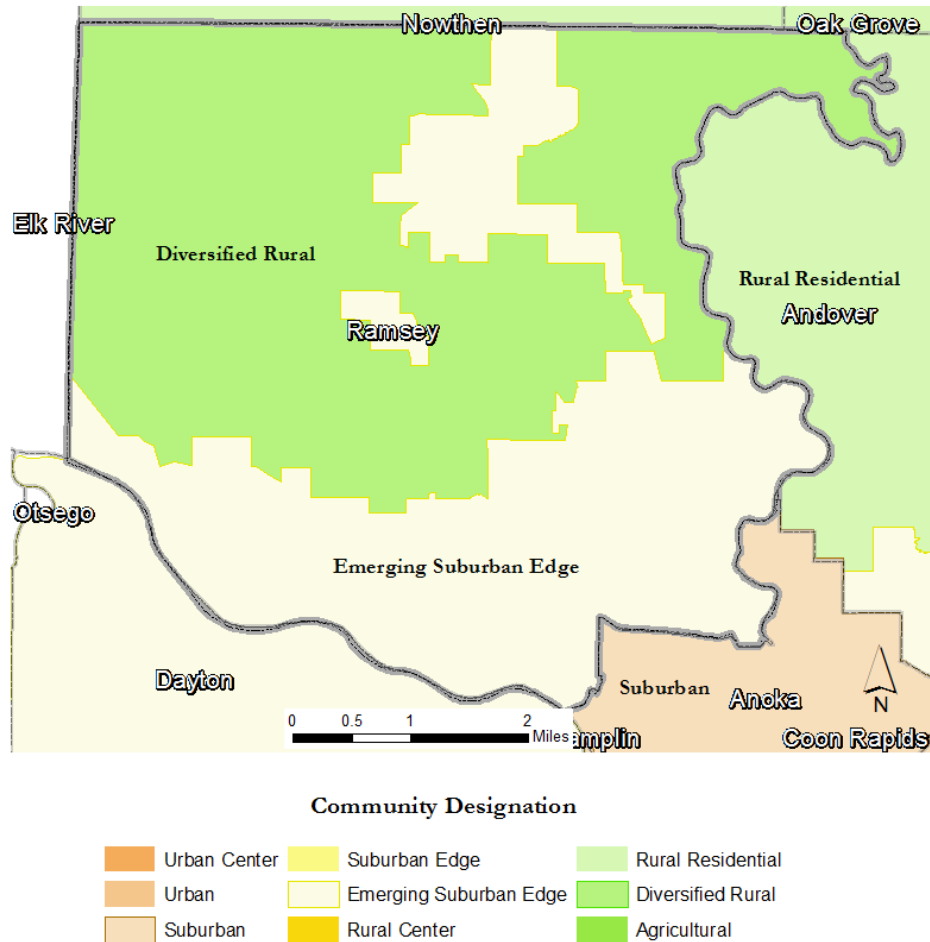 Nowthen
Oak Grove
Elk River
Diversified Rural
Rural Residential
Andover
Ramsey
Otsego
Emerging Suburban Edge
Dayton
Suburban
Anoka
N
0 0.5 1 2
Miles
amplin
Coon Rapids
Community Designation
Urban Center
Suburban Edge
Rural Residential
Urban
Emerging Suburban Edge
Diversified Rural
Suburban
Rural Center
Agricultural